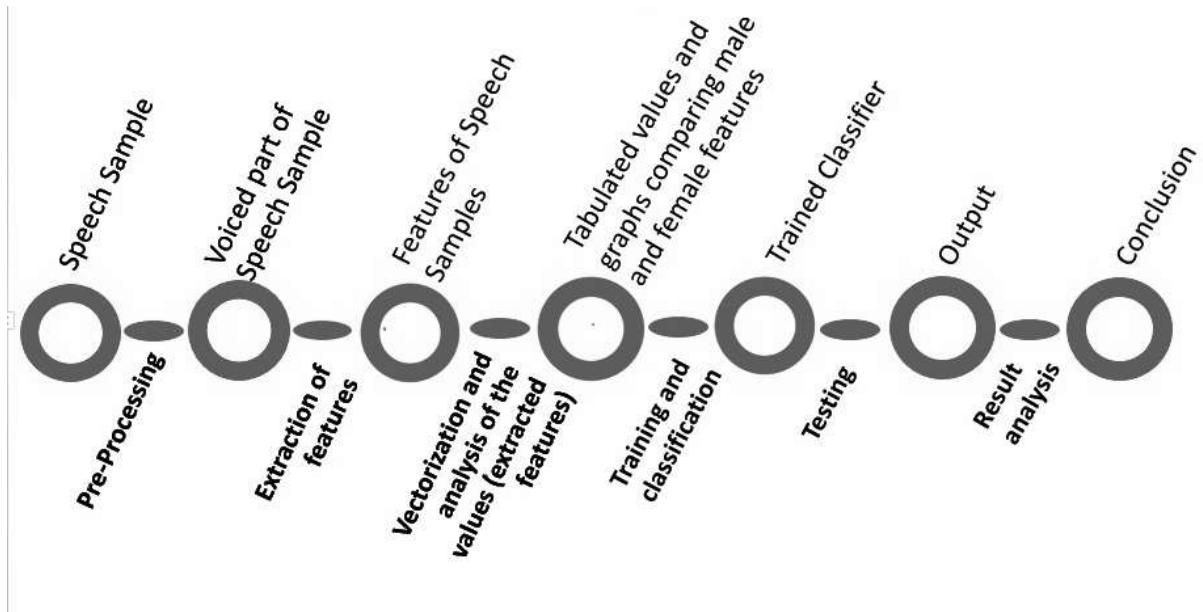 Speech Sample
Voiced part of
Speech Sample
Features of Speech
Samples
Tabulated values and
graphs comparing male
and female features
Trained Classifier
Output
Conclusion
Pre-Processing
Extraction of
features
Vectorization and
analysis of the
values (extracted
features)
Training and
classification
Testing
Result
analysis